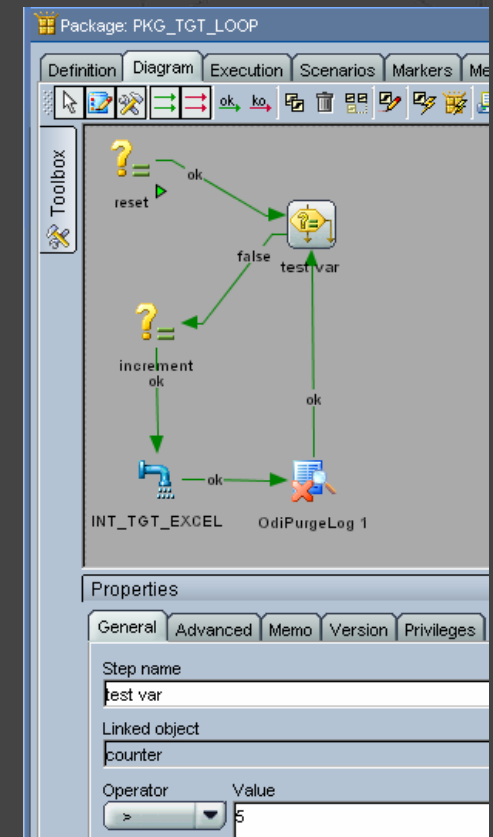 Package: PKG_TGT_LOOP
Definition Diagram Execution Scenarios Markers Me
ok ko
Toolbox
reset
ok
false
test var
increment
ok
ok
ok
INT_TGT_EXCEL
OdiPurgeLog 1
Properties
General Advanced Memo Version Privileges
Step name
test var
Linked object
counter
Operator Value
> 5